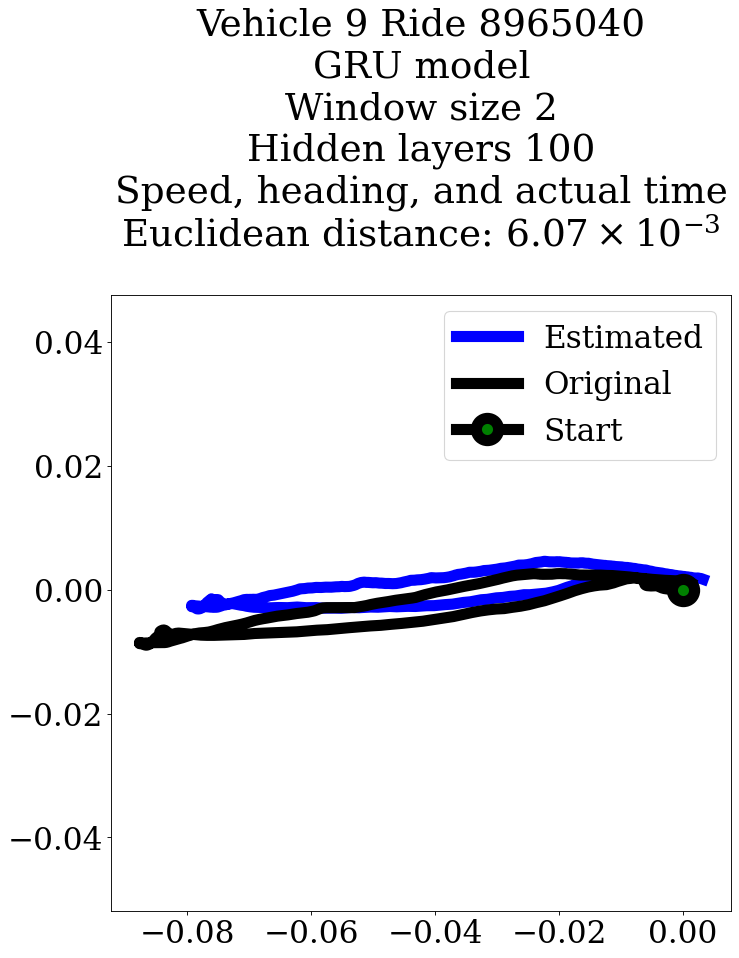 Vehicle 9 Ride 8965040
GRU model
Window size 2
Hidden layers 100
Speed, heading, and actual time
Euclidean distance: 6.07 × 10⁻³
Estimated
Original
Start
0.04
0.02
0.00
−0.02
−0.04
−0.08 −0.06 −0.04 −0.02 0.00